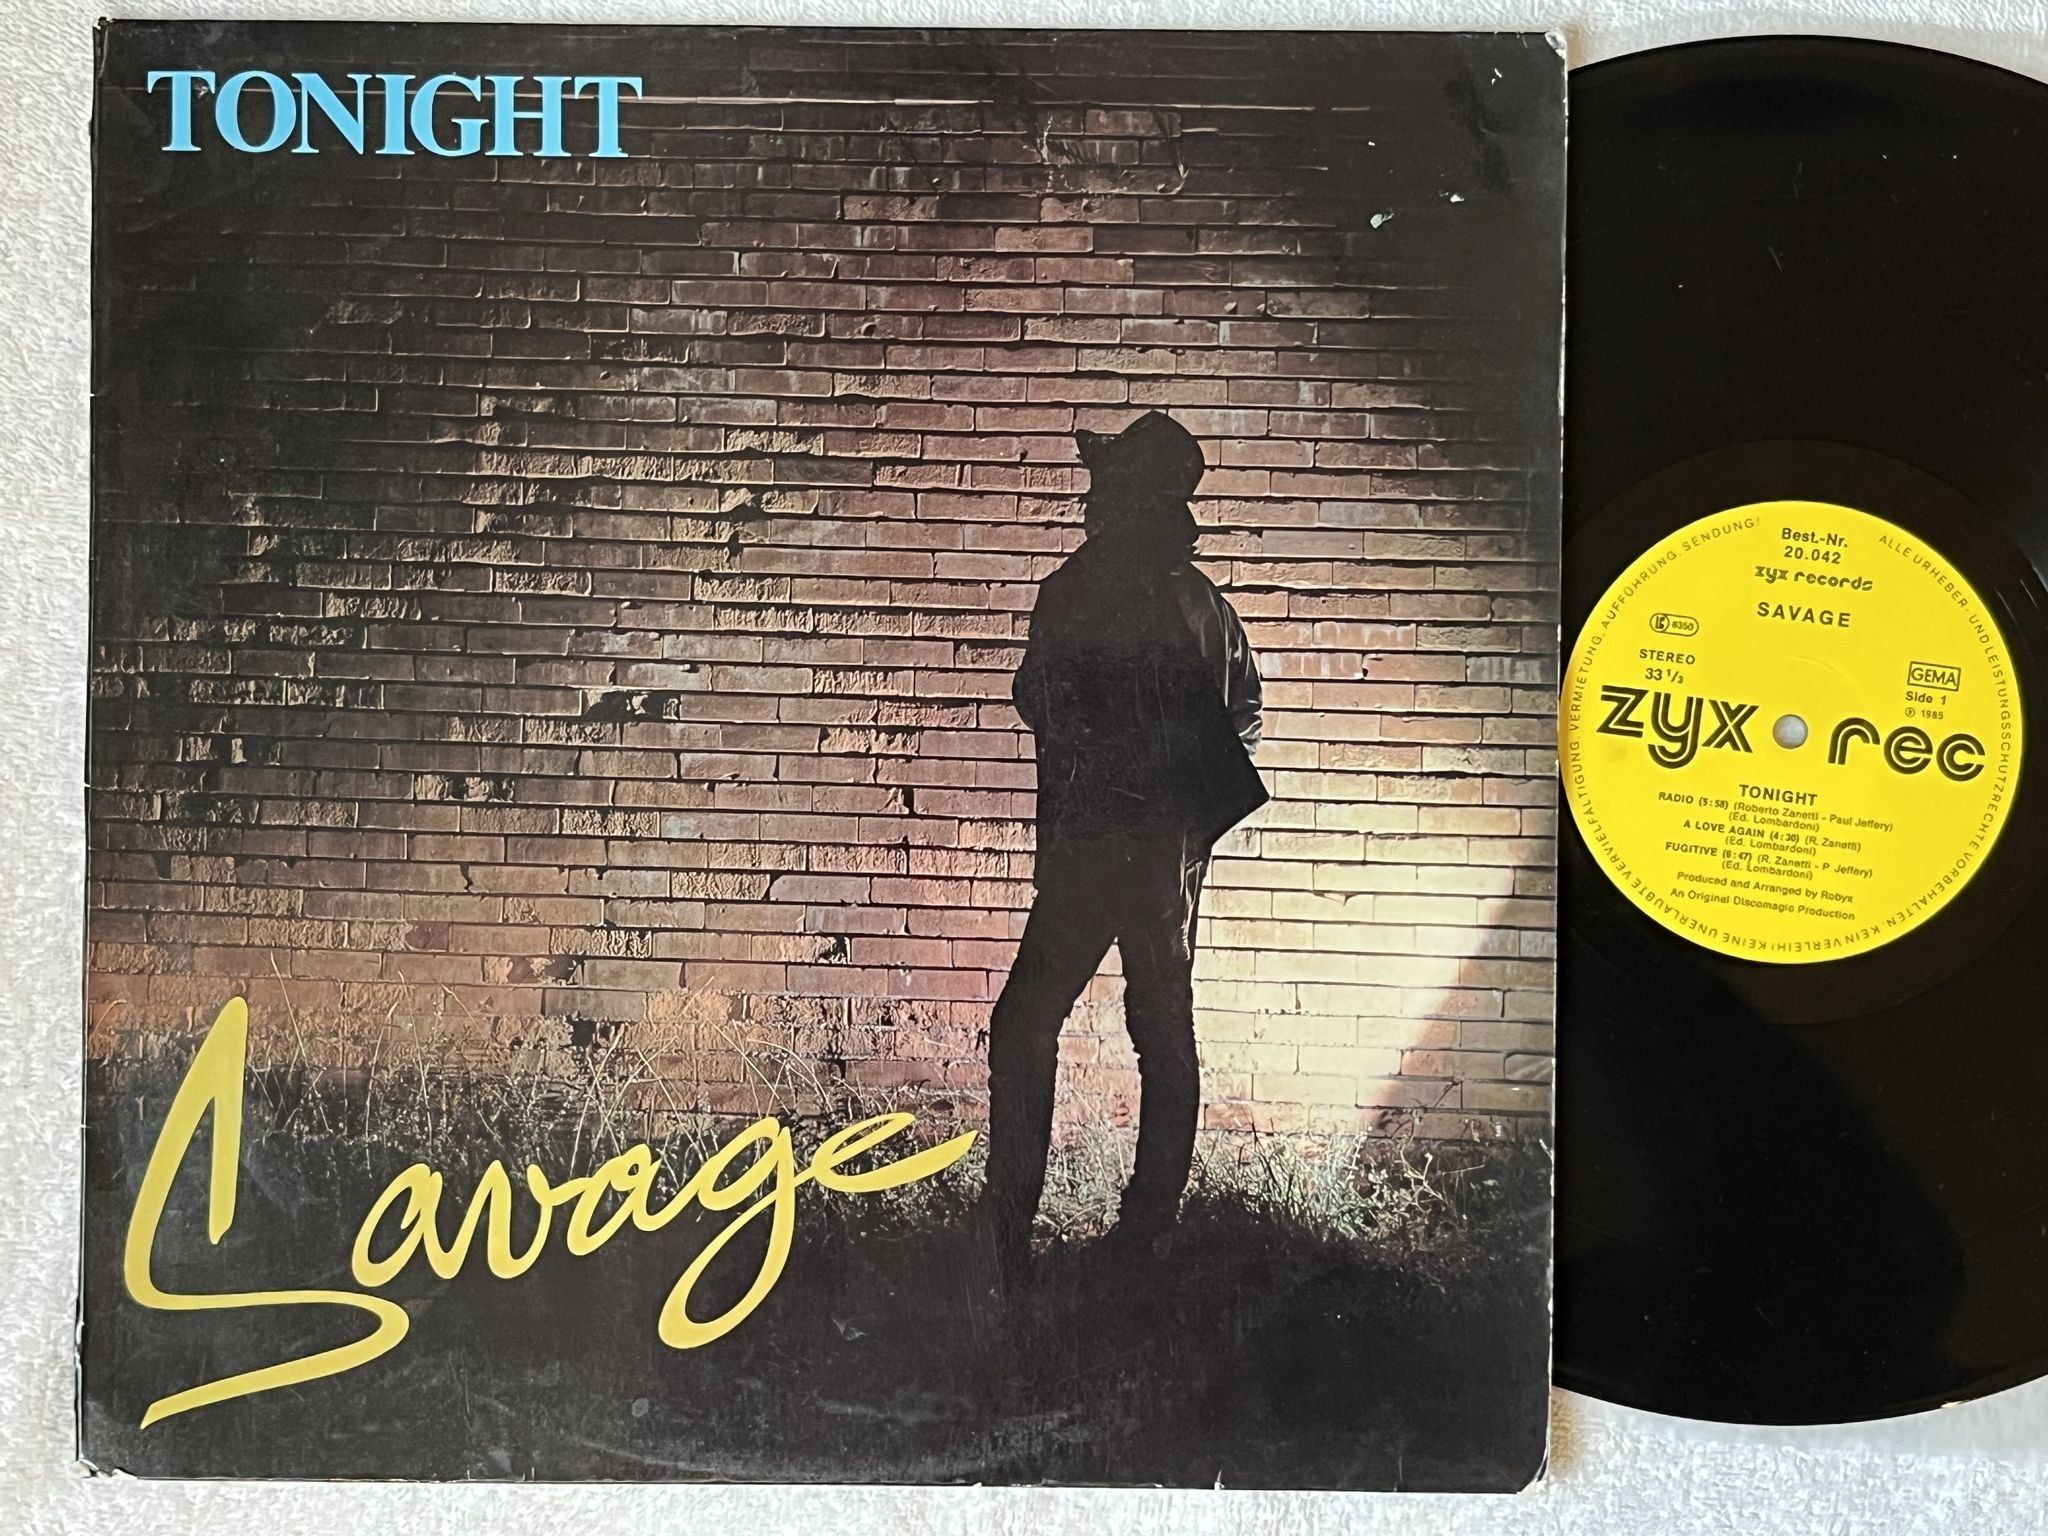 TONIGHT
Savage
ALLE URHEBER- UND LEISTUNGSSCHUTZRECHTE VORBEHALTEN. KEIN VERLEIH! KEINE UNERLAUBTE VERVIELFÄLTIGUNG, VERMIETUNG, AUFFÜHRUNG, SENDUNG!
Best.-Nr.
20.042
zyx records
SAVAGE
LC 6350
STEREO
33 1/3
GEMA
Side 1
℗ 1985
zyx rec
TONIGHT
RADIO (5:58) (Roberto Zanetti - Paul Jeffery)
(Ed. Lombardoni)
A LOVE AGAIN (4:30) (R. Zanetti)
(Ed. Lombardoni)
FUGITIVE (6:47) (R. Zanetti - P. Jeffery)
(Ed. Lombardoni)
Produced and Arranged by Robyx
An Original Discomagic Production